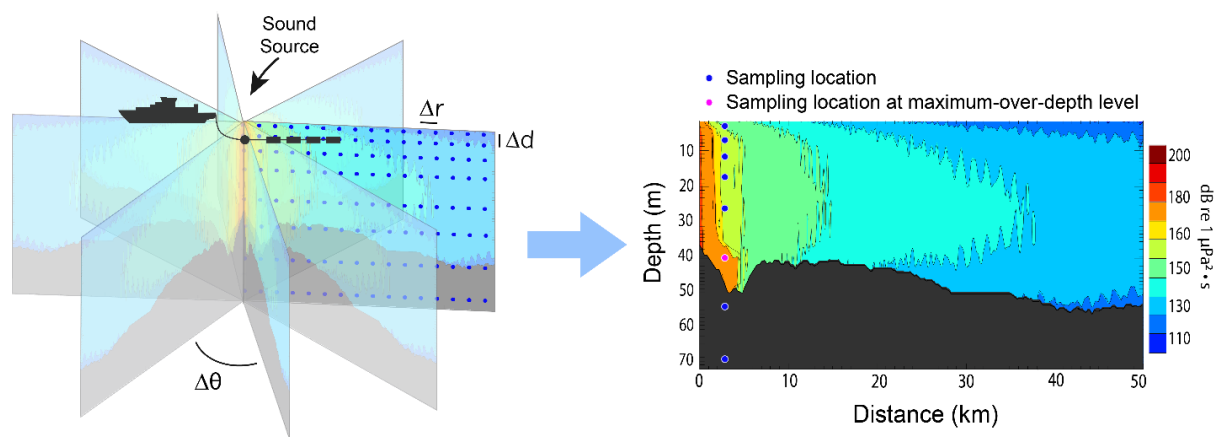 Sound
Source
Δr
Δd
Δθ
Sampling location
Sampling location at maximum-over-depth level
10
20
30
40
50
60
70
Depth (m)
0
10
20
30
40
50
Distance (km)
200
180
160
150
130
110
dB re 1 µPa²•s